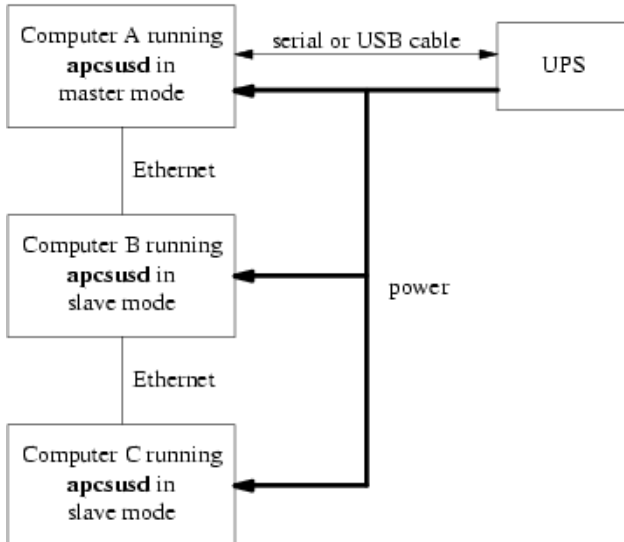 Computer A running
apcsusd in
master mode
serial or USB cable
UPS
Ethernet
Computer B running
apcsusd in
slave mode
power
Ethernet
Computer C running
apcsusd in
slave mode